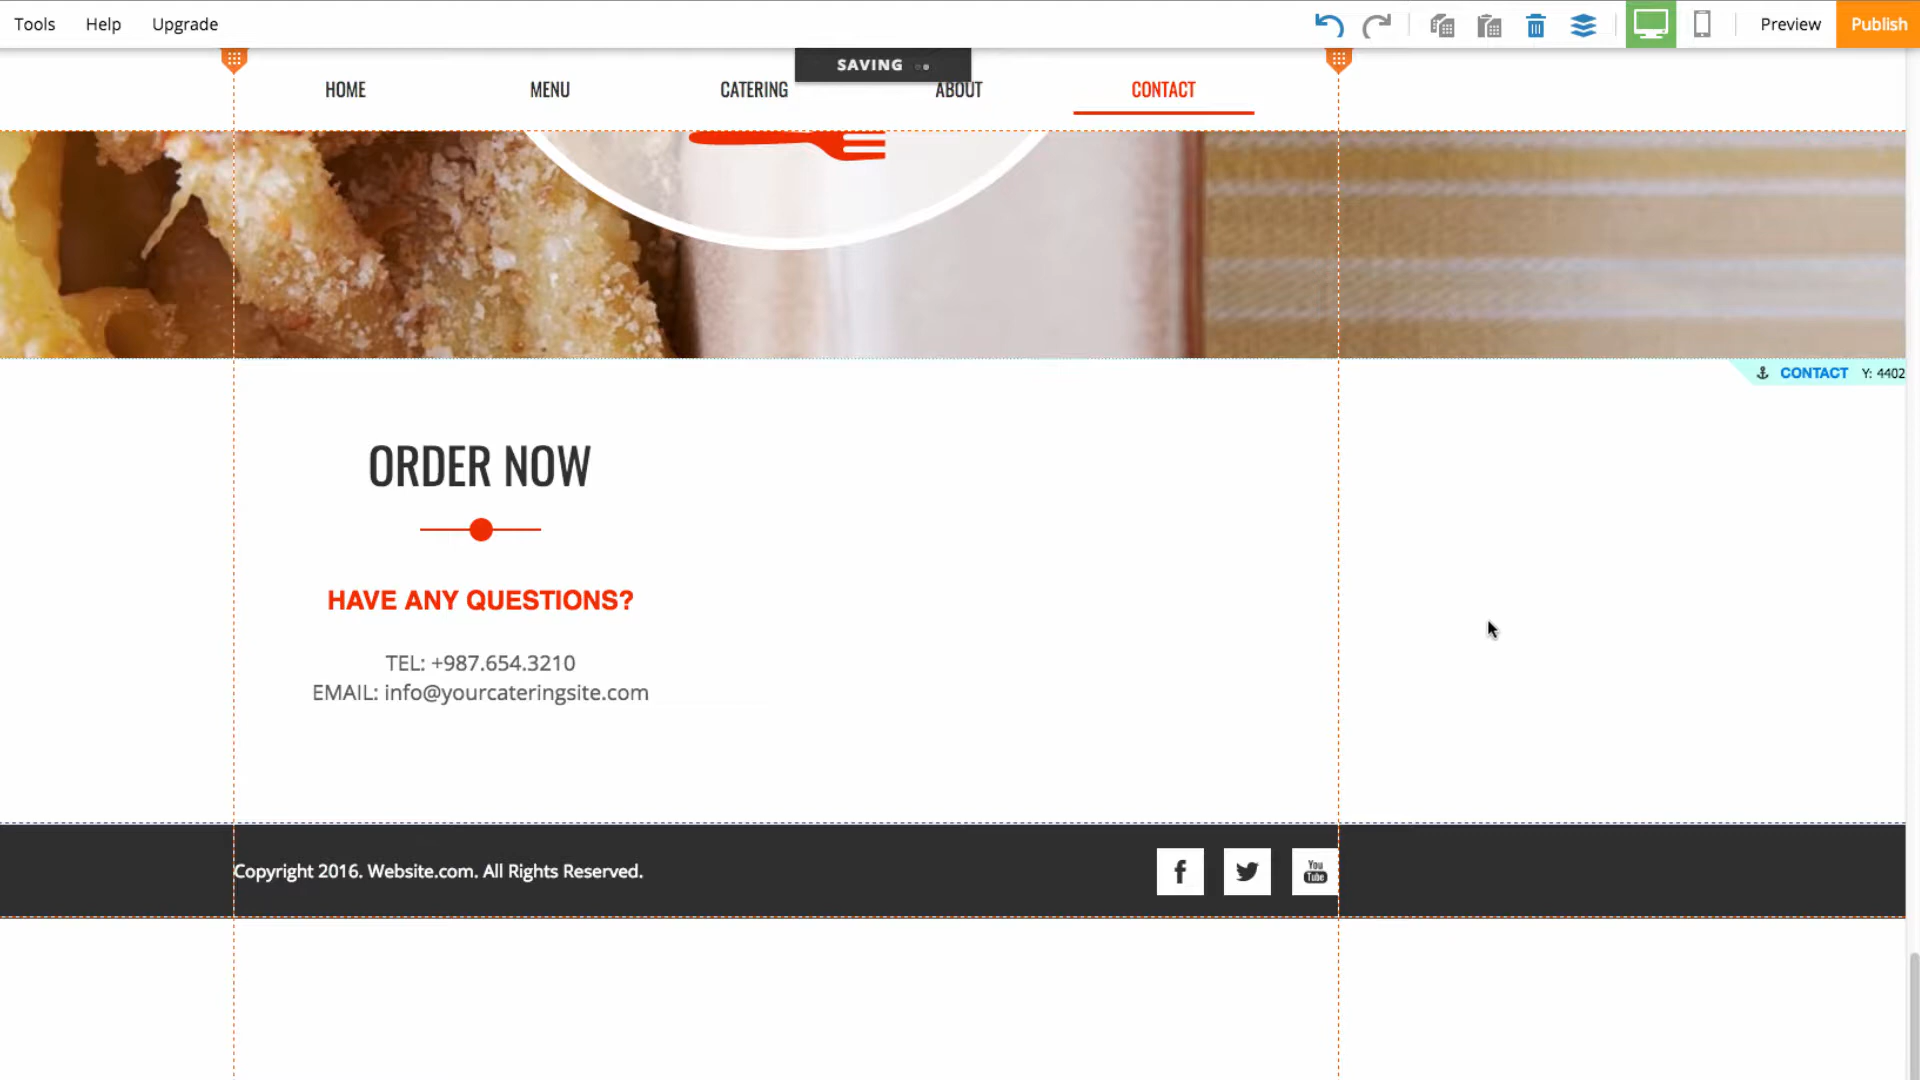 Tools Help Upgrade Preview Publish
SAVING
HOME MENU CATERING ABOUT CONTACT
CONTACT Y: 4402
ORDER NOW
HAVE ANY QUESTIONS?
TEL: +987.654.3210
EMAIL: info@yourcateringsite.com
Copyright 2016. Website.com. All Rights Reserved.
f
You
Tube